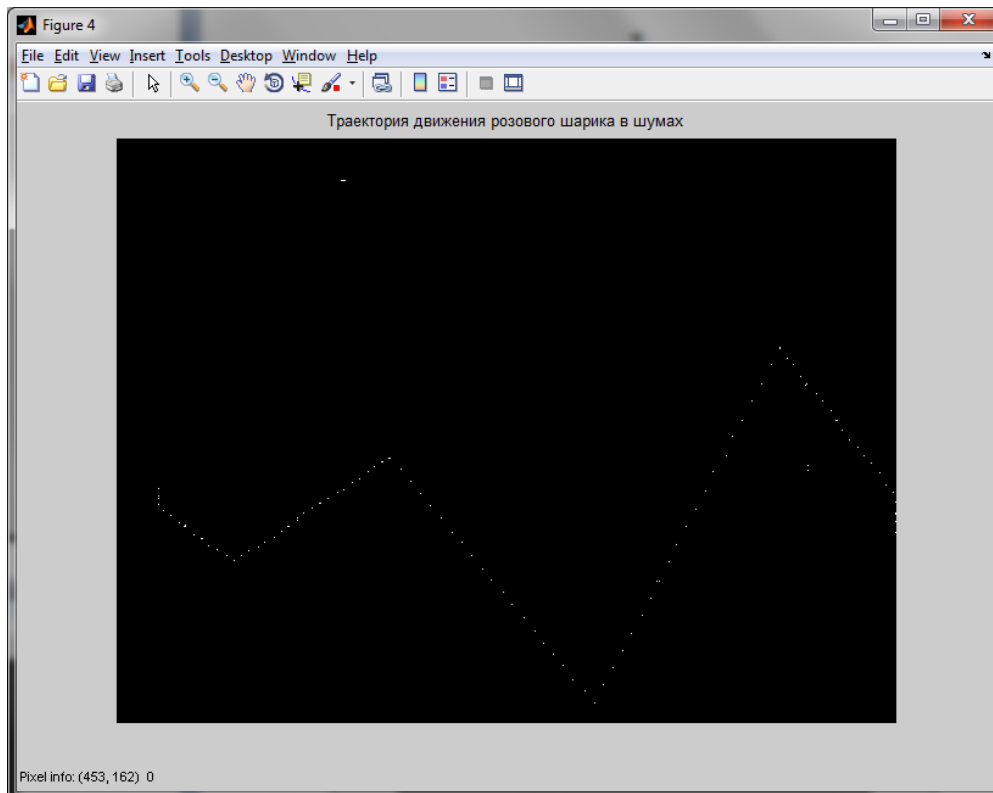 Figure 4
File Edit View Insert Tools Desktop Window Help
Траектория движения розового шарика в шумах
Pixel info: (453, 162) 0